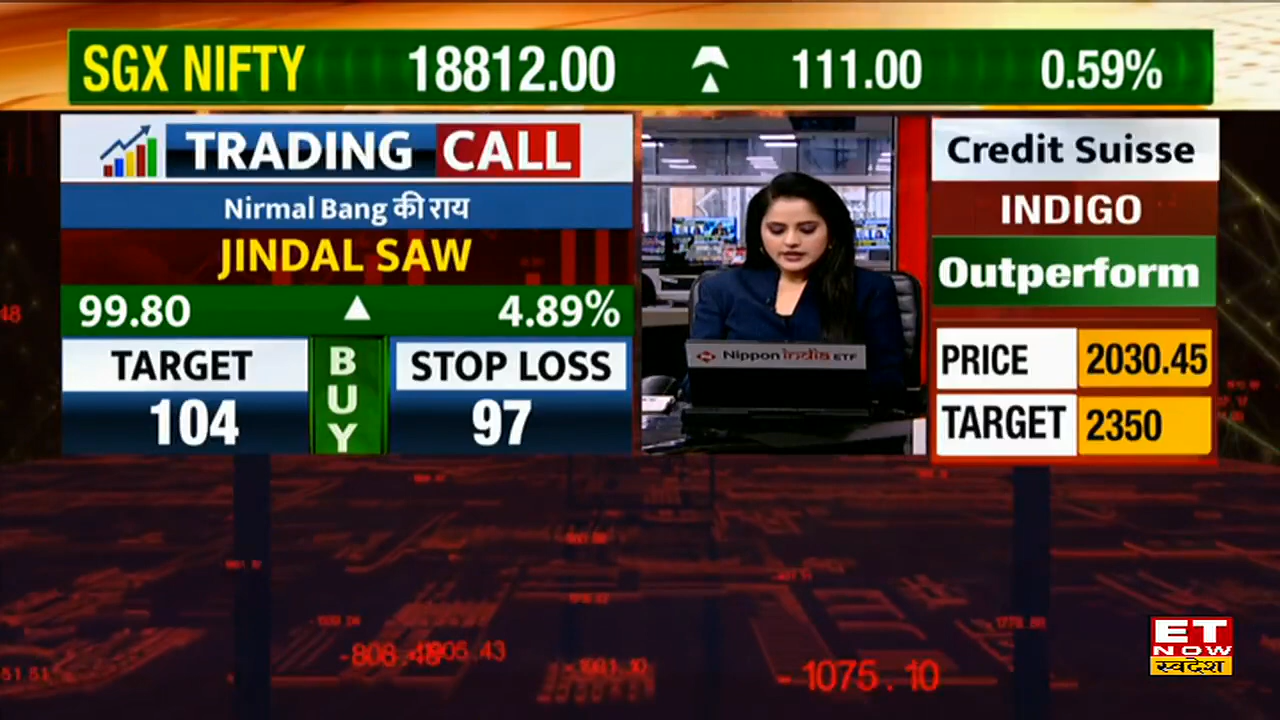 SGX NIFTY 18812.00 111.00 0.59%
TRADING CALL
Nirmal Bang की राय
JINDAL SAW
99.80 4.89%
TARGET BUY STOP LOSS
104 97
Nippon india ETF
Credit Suisse
INDIGO
Outperform
PRICE 2030.45
TARGET 2350
-1075.10
ET
NOW
स्वदेश